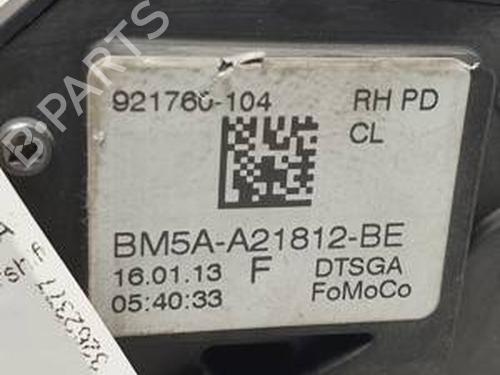 B-PARTS
921760-104 RH PD
CL
BM5A-A21812-BE
16.01.13 F DTSGA
05:40:33 FoMoCo